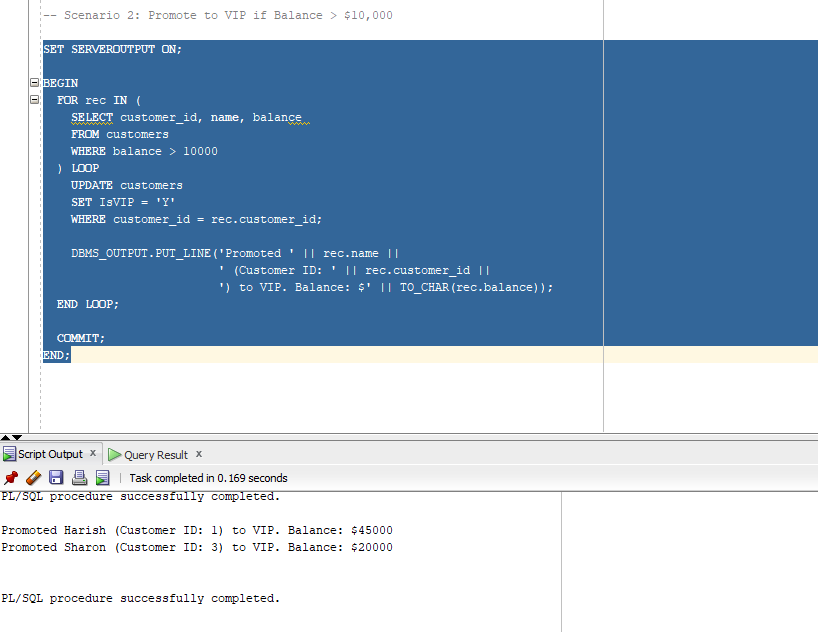 -- Scenario 2: Promote to VIP if Balance > $10,000
SET SERVEROUTPUT ON;
BEGIN
FOR rec IN (
SELECT customer_id, name, balance
FROM customers
WHERE balance > 10000
) LOOP
UPDATE customers
SET IsVIP = 'Y'
WHERE customer_id = rec.customer_id;
DBMS_OUTPUT.PUT_LINE('Promoted ' || rec.name ||
' (Customer ID: ' || rec.customer_id ||
') to VIP. Balance: $' || TO_CHAR(rec.balance));
END LOOP;
COMMIT;
END;
Script Output x Query Result x
Task completed in 0.169 seconds
PL/SQL procedure successfully completed.
Promoted Harish (Customer ID: 1) to VIP. Balance: $45000
Promoted Sharon (Customer ID: 3) to VIP. Balance: $20000
PL/SQL procedure successfully completed.